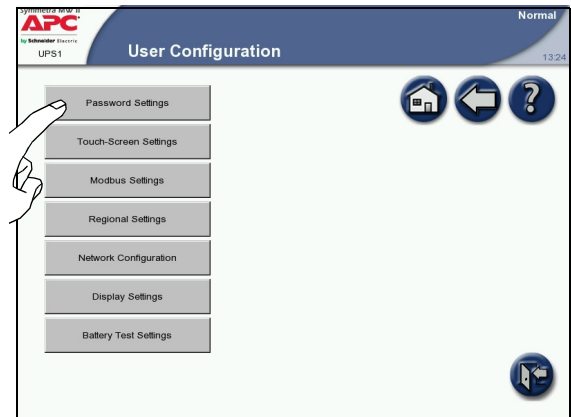 Symmetra MW II
APC
by Schneider Electric
UPS1
User Configuration
Normal
13:24
Password Settings
Touch-Screen Settings
Modbus Settings
Regional Settings
Network Configuration
Display Settings
Battery Test Settings
?